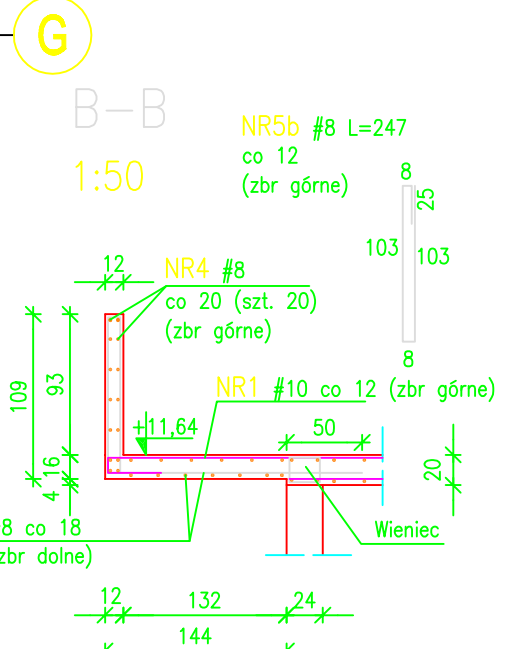 G
B-B
1:50
NR5b #8 L=247
co 12
(zbr górne)
8
25
103
103
8
12
NR4 #8
co 20 (szt. 20)
(zbr górne)
109
93
NR1 #10 co 12 (zbr górne)
+11,64
50
16
4
20
8 co 18
zbr dolne)
Wieniec
12
132
24
144